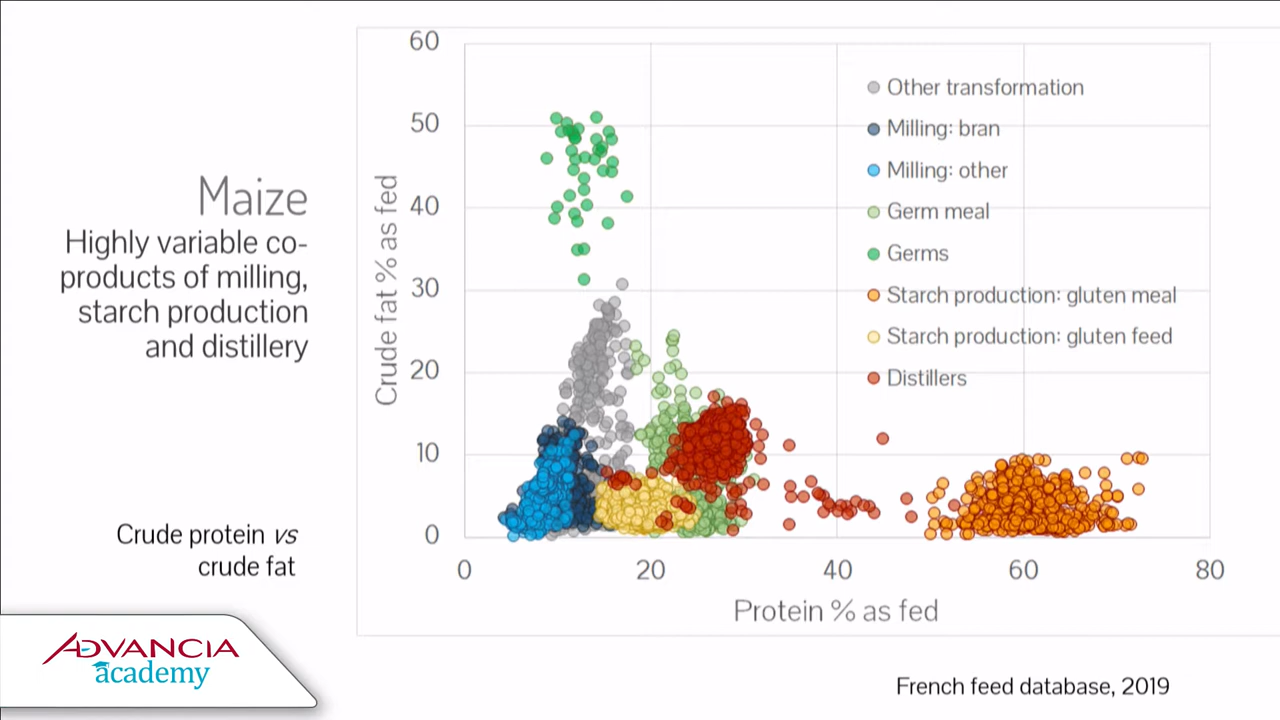 Maize
Highly variable co-
products of milling,
starch production
and distillery
Crude protein vs
crude fat
ADVANCIA
academy
60
50
40
30
20
10
0
Crude fat % as fed
0 20 40 60 80
Protein % as fed
Other transformation
Milling: bran
Milling: other
Germ meal
Germs
Starch production: gluten meal
Starch production: gluten feed
Distillers
French feed database, 2019